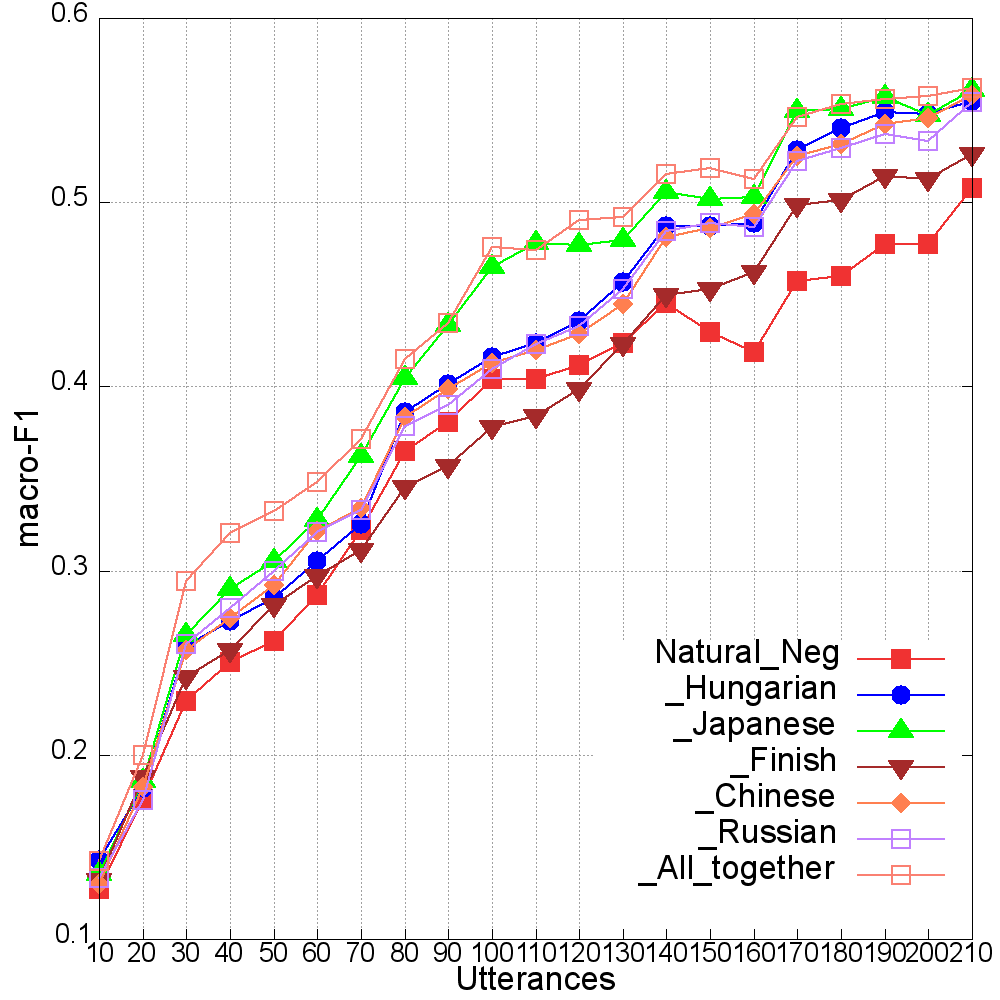 0.6
0.5
0.4
0.3
0.2
0.1
macro-F1
Natural_Neg
_Hungarian
_Japanese
_Finish
_Chinese
_Russian
_All_together
10 20 30 40 50 60 70 80 90 100 110 120 130 140 150 160 170 180 190 200 210
Utterances